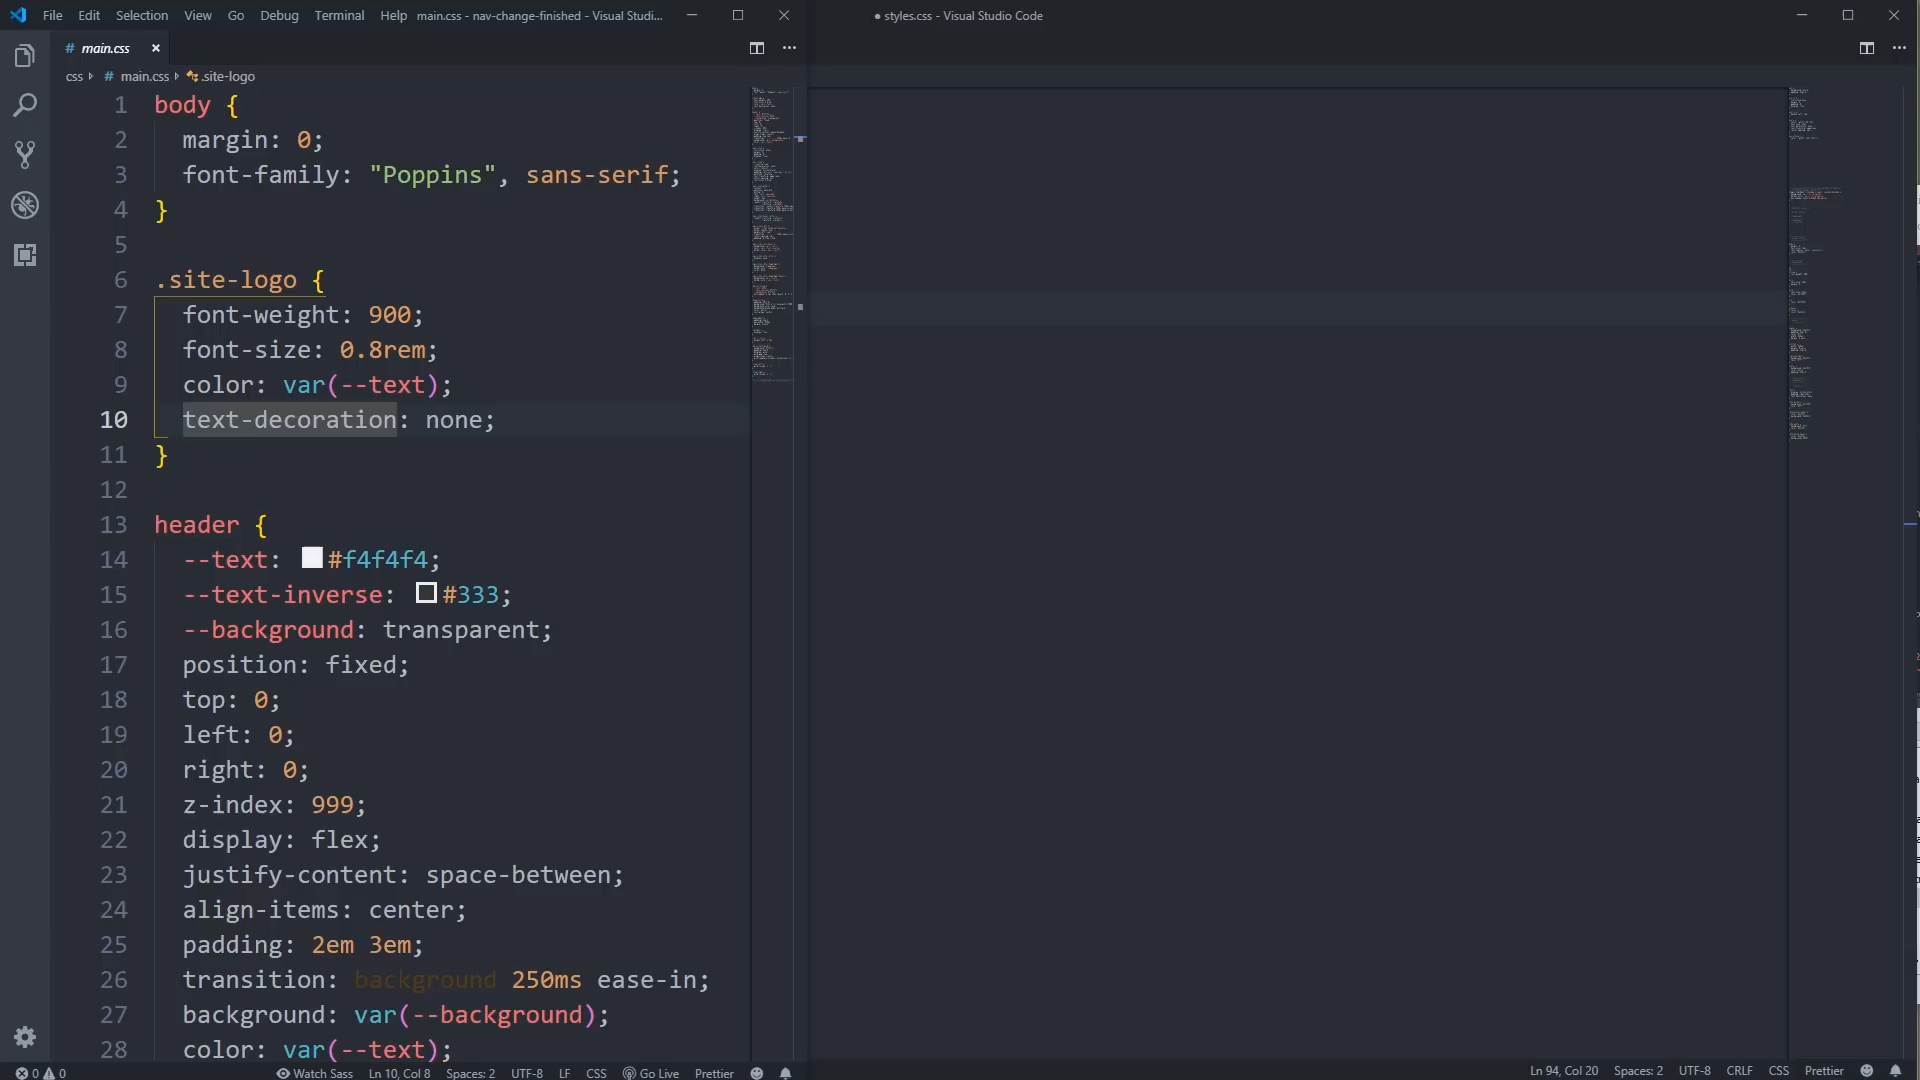 File Edit Selection View Go Debug Terminal Help main.css - nav-change-finished - Visual Studi...
● styles.css - Visual Studio Code
# main.css ×
css # main.css .site-logo
1 body {
2 margin: 0;
3 font-family: "Poppins", sans-serif;
4 }
5
6 .site-logo {
7 font-weight: 900;
8 font-size: 0.8rem;
9 color: var(--text);
10 text-decoration: none;
11 }
12
13 header {
14 --text: #f4f4f4;
15 --text-inverse: #333;
16 --background: transparent;
17 position: fixed;
18 top: 0;
19 left: 0;
20 right: 0;
21 z-index: 999;
22 display: flex;
23 justify-content: space-between;
24 align-items: center;
25 padding: 2em 3em;
26 transition: background 250ms ease-in;
27 background: var(--background);
28 color: var(--text);
0 0 Watch Sass Ln 10, Col 8 Spaces: 2 UTF-8 LF CSS Go Live Prettier
Ln 94, Col 20 Spaces: 2 UTF-8 CRLF CSS Prettier